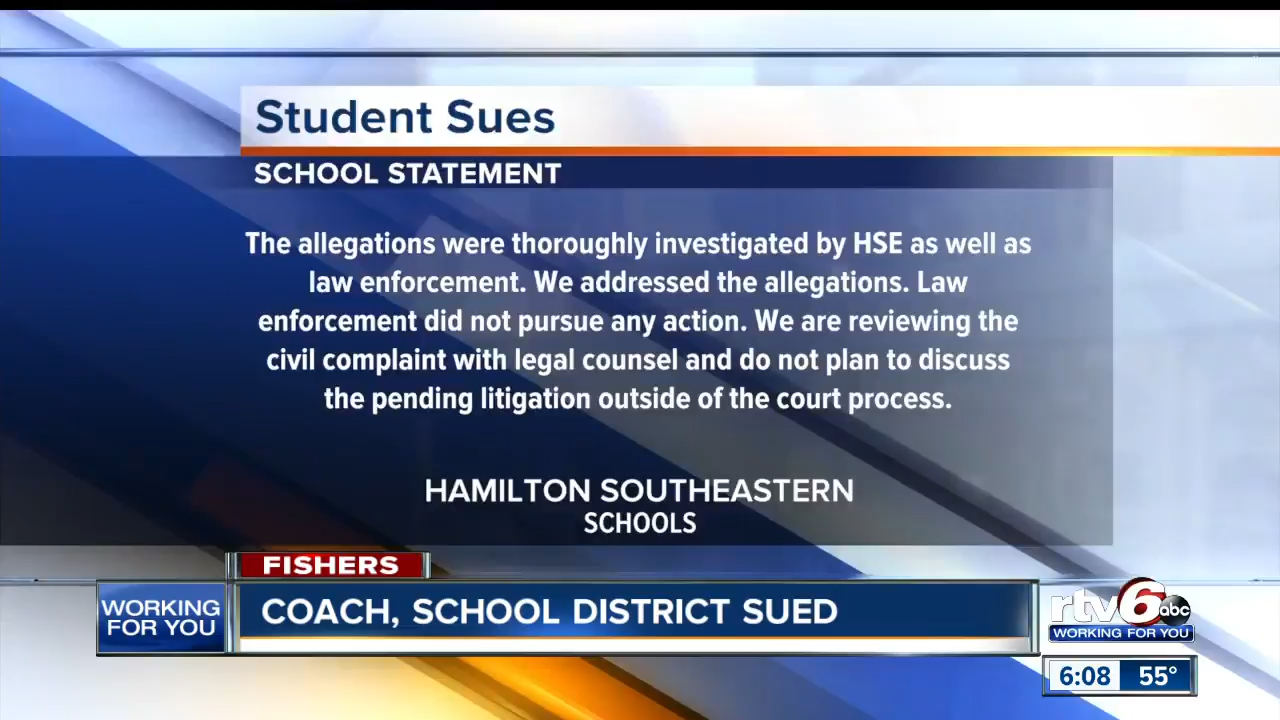 Student Sues
SCHOOL STATEMENT
The allegations were thoroughly investigated by HSE as well as
law enforcement. We addressed the allegations. Law
enforcement did not pursue any action. We are reviewing the
civil complaint with legal counsel and do not plan to discuss
the pending litigation outside of the court process.
HAMILTON SOUTHEASTERN
SCHOOLS
FISHERS
WORKING
FOR YOU
COACH, SCHOOL DISTRICT SUED
rtv6 abc
WORKING FOR YOU
6:08 55°